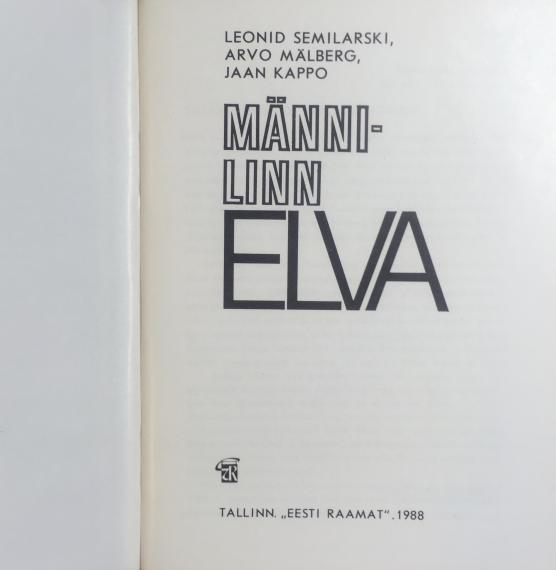 LEONID SEMILARSKI,
ARVO MÄLBERG,
JAAN KAPPO
MÄNNI-
LINN
ELVA
TALLINN. „EESTI RAAMAT“. 1988